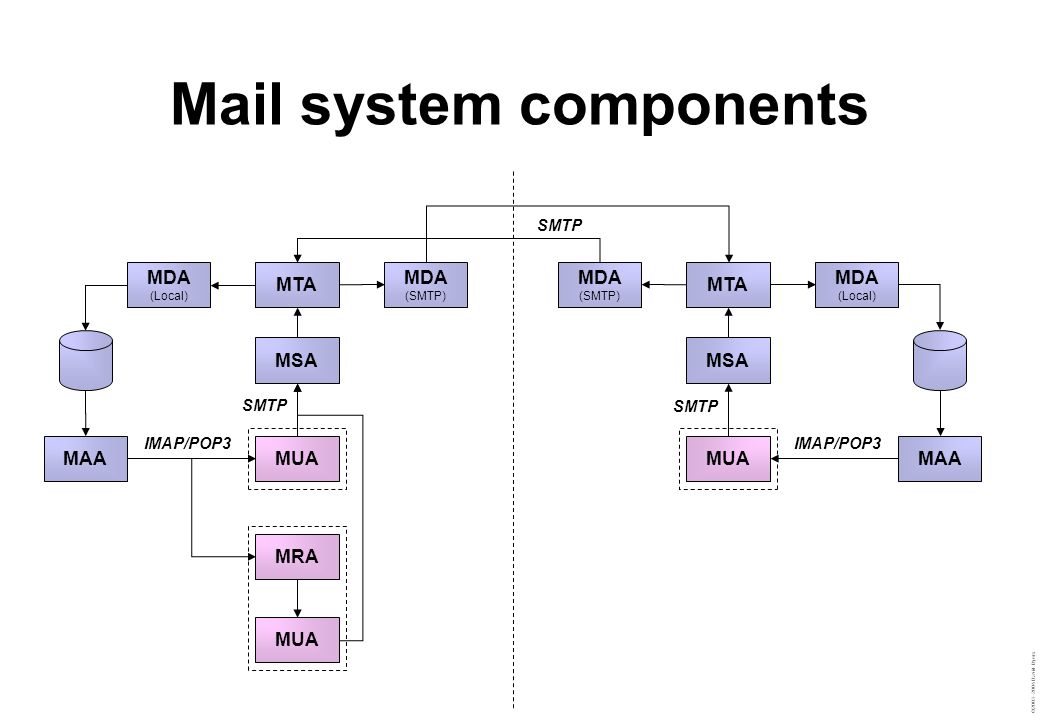 Mail system components
SMTP
MDA
(Local)
MTA
MDA
(SMTP)
MDA
(SMTP)
MTA
MDA
(Local)
MSA
MSA
SMTP
SMTP
IMAP/POP3
IMAP/POP3
MAA
MUA
MUA
MAA
MRA
MUA